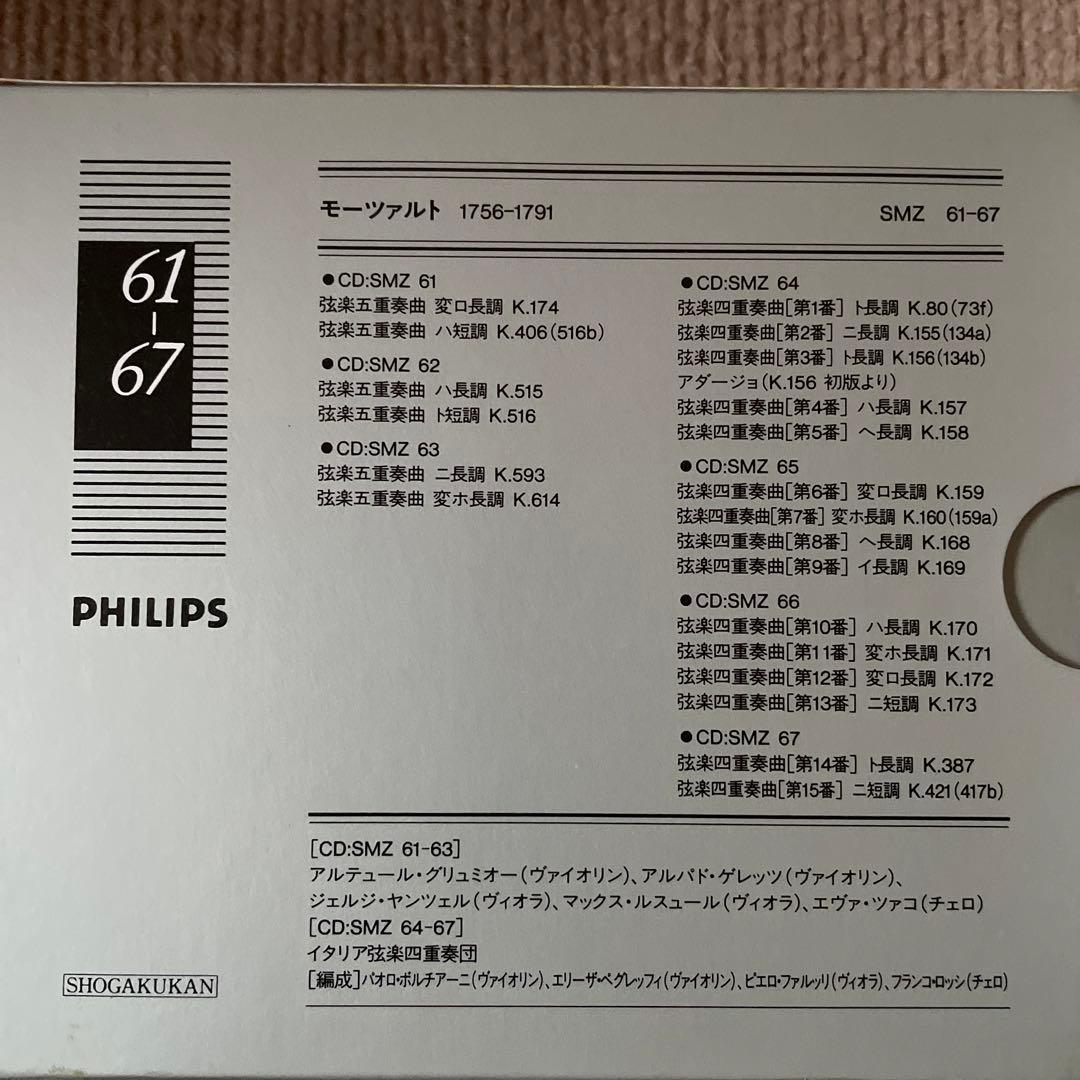 61
-
67
PHILIPS
SHOGAKUKAN
モーツァルト 1756-1791
SMZ 61-67
●CD:SMZ 61
弦楽五重奏曲 変ロ長調 K.174
弦楽五重奏曲 ハ短調 K.406(516b)
●CD:SMZ 62
弦楽五重奏曲 ハ長調 K.515
弦楽五重奏曲 ト短調 K.516
●CD:SMZ 63
弦楽五重奏曲 ニ長調 K.593
弦楽五重奏曲 変ホ長調 K.614
●CD:SMZ 64
弦楽四重奏曲[第1番] ト長調 K.80(73f)
弦楽四重奏曲[第2番] ニ長調 K.155(134a)
弦楽四重奏曲[第3番] ト長調 K.156(134b)
アダージョ(K.156 初版より)
弦楽四重奏曲[第4番] ハ長調 K.157
弦楽四重奏曲[第5番] ヘ長調 K.158
●CD:SMZ 65
弦楽四重奏曲[第6番] 変ロ長調 K.159
弦楽四重奏曲[第7番] 変ホ長調 K.160(159a)
弦楽四重奏曲[第8番] ヘ長調 K.168
弦楽四重奏曲[第9番] イ長調 K.169
●CD:SMZ 66
弦楽四重奏曲[第10番] ハ長調 K.170
弦楽四重奏曲[第11番] 変ホ長調 K.171
弦楽四重奏曲[第12番] 変ロ長調 K.172
弦楽四重奏曲[第13番] ニ短調 K.173
●CD:SMZ 67
弦楽四重奏曲[第14番] ト長調 K.387
弦楽四重奏曲[第15番] ニ短調 K.421(417b)
[CD:SMZ 61-63]
アルテュール・グリュミオー(ヴァイオリン)、アルパド・ゲレッツ(ヴァイオリン)、
ジェルジ・ヤンツェル(ヴィオラ)、マックス・ルスュール(ヴィオラ)、エヴァ・ツァコ(チェロ)
[CD:SMZ 64-67]
イタリア弦楽四重奏団
[編成]パオロ・ボルチアーニ(ヴァイオリン)、エリーザ・ペグレッフィ(ヴァイオリン)、ピエロ・ファルッリ(ヴィオラ)、フランコ・ロッシ(チェロ)